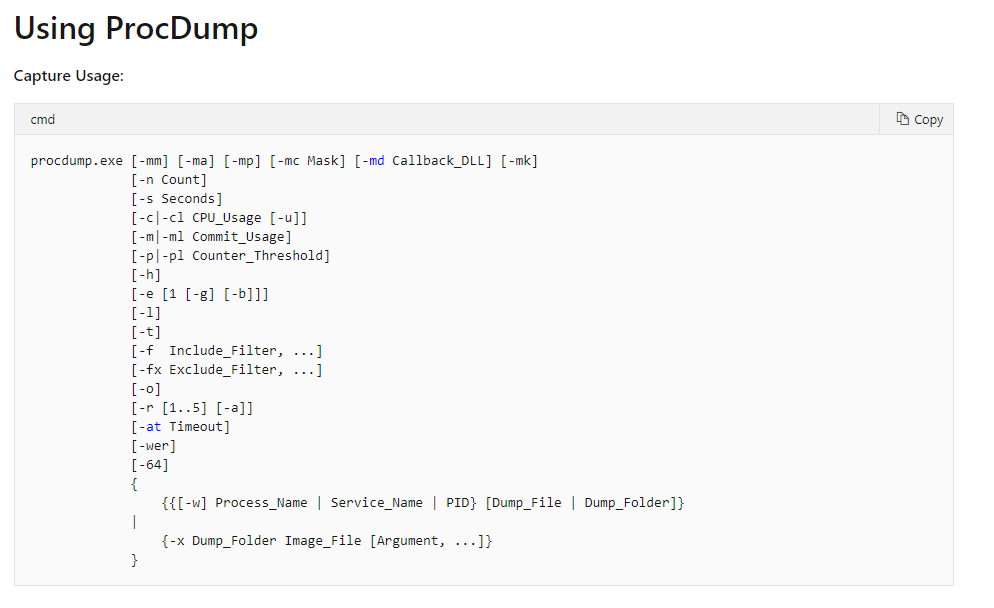 Using ProcDump
Capture Usage:
cmd
Copy
procdump.exe [-mm] [-ma] [-mp] [-mc Mask] [-md Callback_DLL] [-mk]
[-n Count]
[-s Seconds]
[-c|-cl CPU_Usage [-u]]
[-m|-ml Commit_Usage]
[-p|-pl Counter_Threshold]
[-h]
[-e [1 [-g] [-b]]]
[-l]
[-t]
[-f  Include_Filter, ...]
[-fx Exclude_Filter, ...]
[-o]
[-r [1..5] [-a]]
[-at Timeout]
[-wer]
[-64]
{
{{[-w] Process_Name | Service_Name | PID} [Dump_File | Dump_Folder]}
|
{-x Dump_Folder Image_File [Argument, ...]}
}